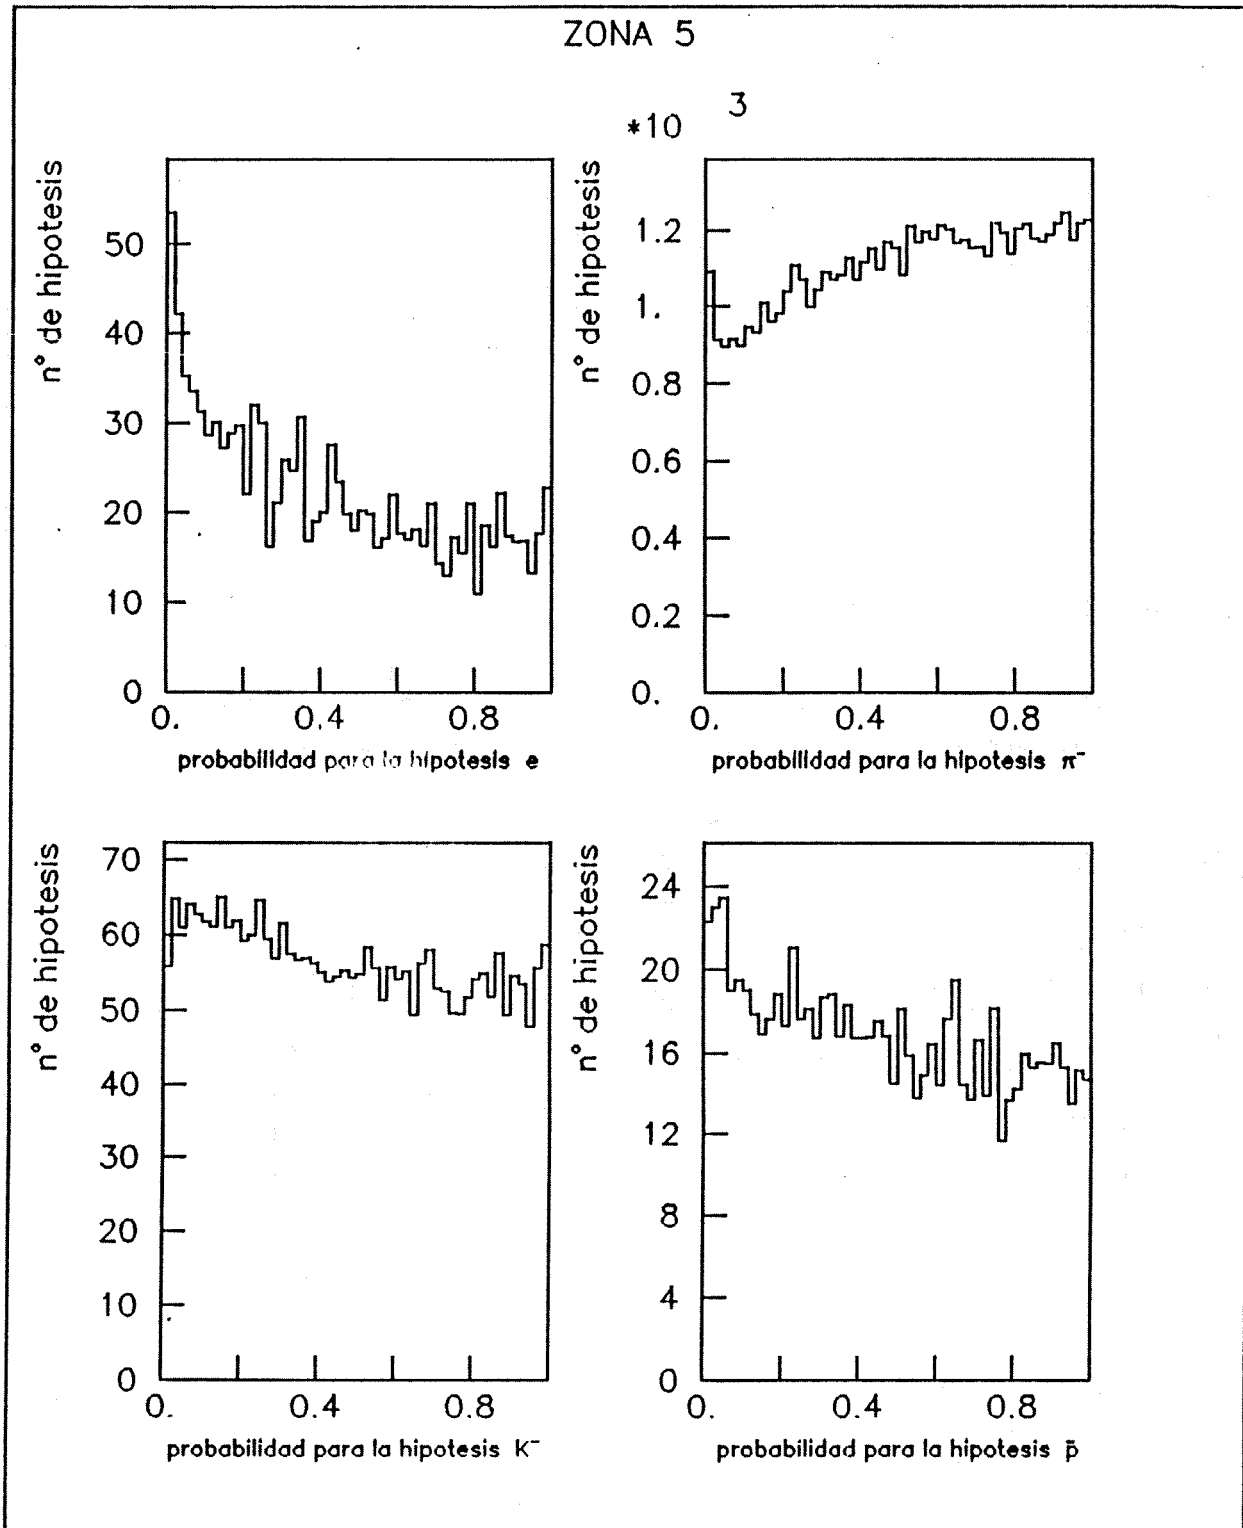 ZONA 5
n° de hipotesis
50
40
30
20
10
0
0. 0.4 0.8
probabilidad para la hipotesis e
*10 3
n° de hipotesis
1.2
1.
0.8
0.6
0.4
0.2
0.
0. 0.4 0.8
probabilidad para la hipotesis π⁻
n° de hipotesis
70
60
50
40
30
20
10
0
0. 0.4 0.8
probabilidad para la hipotesis K⁻
n° de hipotesis
24
20
16
12
8
4
0
0. 0.4 0.8
probabilidad para la hipotesis p̄